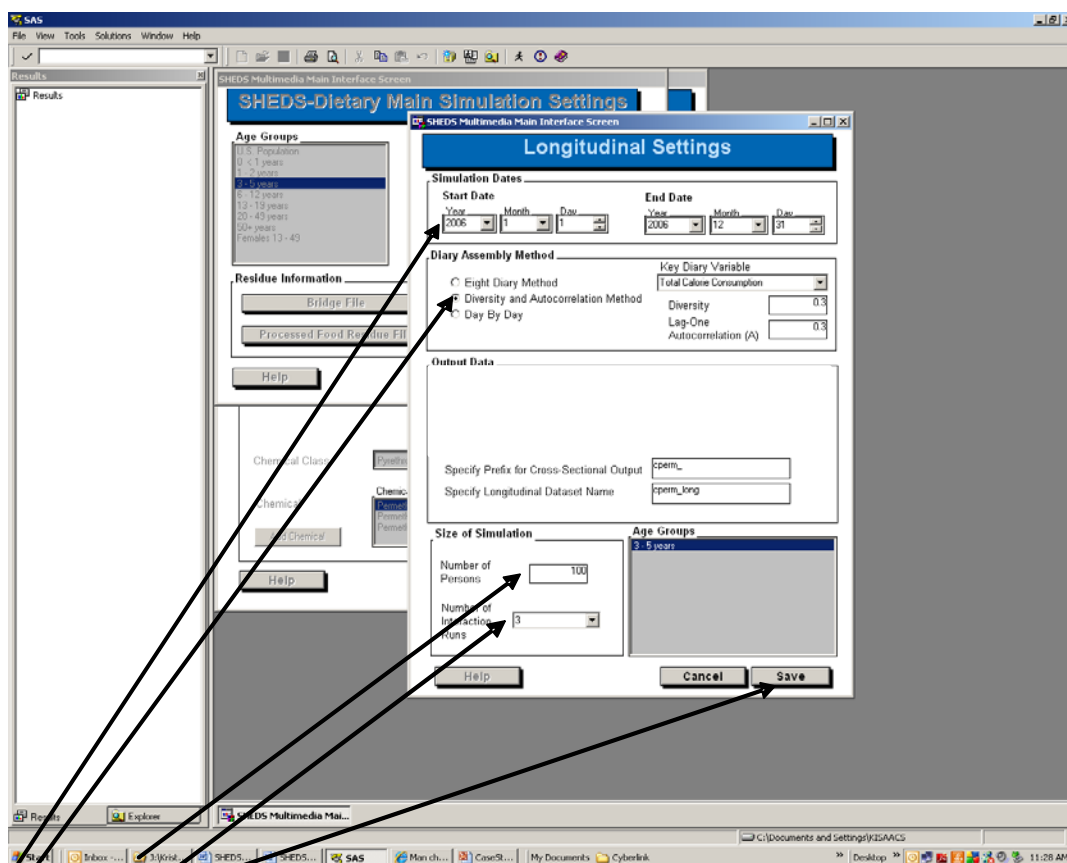 SAS
File View Tools Solutions Window Help
Results
Results
SHEDS Multimedia Main Interface Screen
SHEDS-Dietary Main Simulation Settings
Age Groups
U.S. Population
0 < 1 years
1 - 2 years
3 - 5 years
6 - 12 years
13 - 19 years
20 - 49 years
50+ years
Females 13 - 49
Residue Information
Bridge File
Processed Food Residue
Help
Chemical Class
Chemical
Add Chemical
Help
SHEDS Multimedia Main Interface Screen
Longitudinal Settings
Simulation Dates
Start Date End Date
Year Month Day Year Month Day
2006 1 1 2006 12 31
Diary Assembly Method
Key Diary Variable
Eight Diary Method Total Calorie Consumption
Diversity and Autocorrelation Method Diversity 0.3
Day By Day
Lag-One
Autocorrelation (A) 0.3
Output Data
Specify Prefix for Cross-Sectional Output cperm_
Specify Longitudinal Dataset Name cperm_long
Size of Simulation Age Groups
3 - 5 years
Number of
Persons 100
Number of
Interaction
Runs 3
Help Cancel Save
Results Explorer SHEDS Multimedia Mai...
C:\Documents and Settings\KISAACS
Start Inbox - ... J:\Krist... SHEDS... SHEDS... SAS Mon ch... CaseSt... My Documents Cyberlink Desktop 11:28 AM